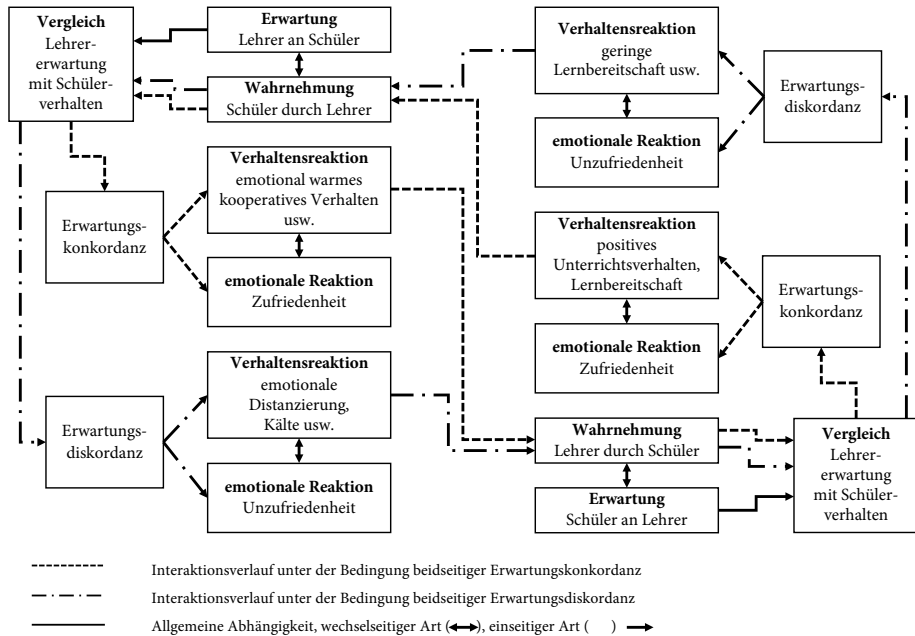 Vergleich
Lehrer-
erwartung
mit Schüler-
verhalten
Erwartung
Lehrer an Schüler
Wahrnehmung
Schüler durch Lehrer
Erwartungs-
konkordanz
Verhaltensreaktion
emotional warmes
kooperatives Verhalten
usw.
emotionale Reaktion
Zufriedenheit
Erwartungs-
diskordanz
Verhaltensreaktion
emotionale
Distanzierung,
Kälte usw.
emotionale Reaktion
Unzufriedenheit
Verhaltensreaktion
geringe
Lernbereitschaft usw.
emotionale Reaktion
Unzufriedenheit
Erwartungs-
diskordanz
Verhaltensreaktion
positives
Unterrichtsverhalten,
Lernbereitschaft
emotionale Reaktion
Zufriedenheit
Erwartungs-
konkordanz
Wahrnehmung
Lehrer durch Schüler
Erwartung
Schüler an Lehrer
Vergleich
Lehrer-
erwartung
mit Schüler-
verhalten
Interaktionsverlauf unter der Bedingung beidseitiger Erwartungskonkordanz
Interaktionsverlauf unter der Bedingung beidseitiger Erwartungsdiskordanz
Allgemeine Abhängigkeit, wechselseitiger Art (↔), einseitiger Art ( ) →